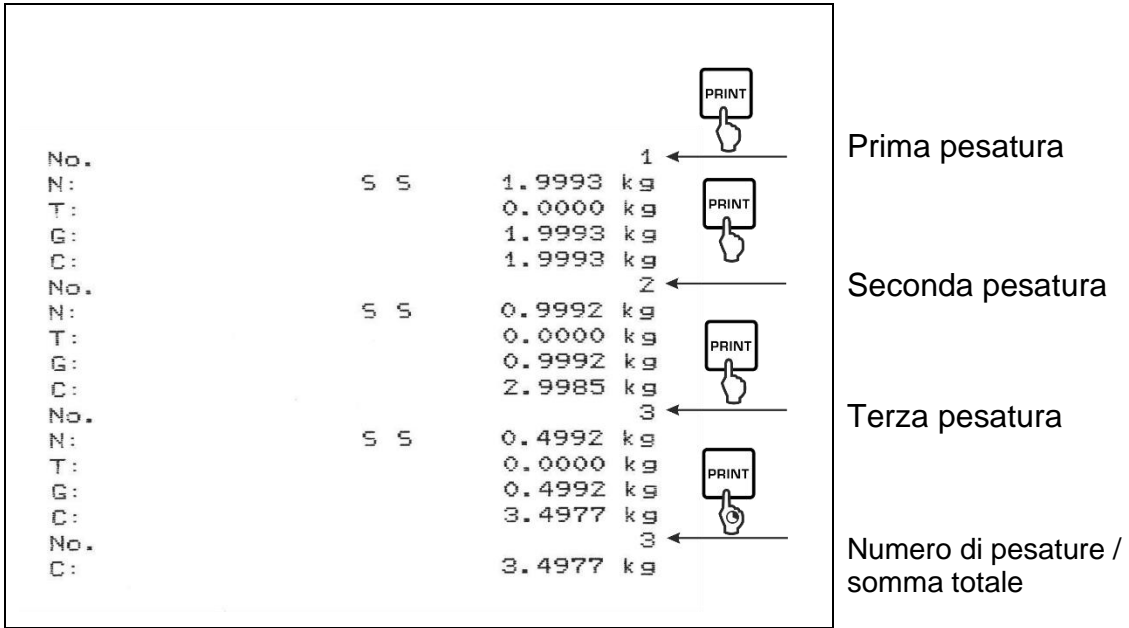 PRINT
No. 1 Prima pesatura
N: S S 1.9993 kg
T: 0.0000 kg PRINT
G: 1.9993 kg
C: 1.9993 kg
No. 2 Seconda pesatura
N: S S 0.9992 kg
T: 0.0000 kg PRINT
G: 0.9992 kg
C: 2.9985 kg
No. 3 Terza pesatura
N: S S 0.4992 kg
T: 0.0000 kg PRINT
G: 0.4992 kg
C: 3.4977 kg
No. 3 Numero di pesature /
C: 3.4977 kg somma totale